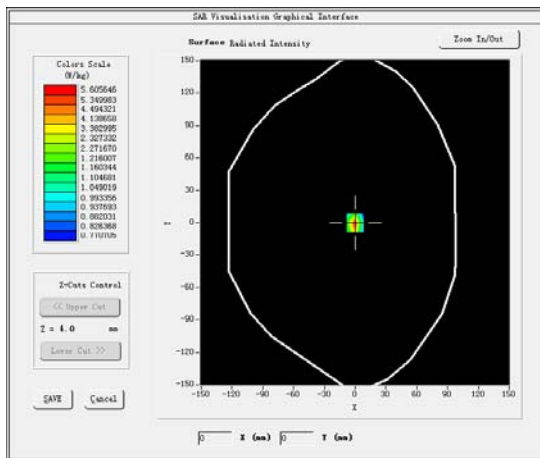 SAR Visualisation Graphical Interface
Surface Radiated Intensity
Zoom In/Out
Colors Scale
(W/kg)
5.605646
5.349983
4.494321
4.138658
3.382995
2.327332
2.271670
1.216007
1.160344
1.104681
1.049019
0.993356
0.937693
0.882031
0.826368
0.770705
150
120
90
60
30
0
-30
-60
-90
-120
-150
Y
-150 -120 -90 -60 -30 0 30 60 90 120 150
X
Z-Cuts Control
<< Upper Cut
Z = 4.0 mm
Lower Cut >>
SAVE Cancel
0 X (mm) 0 Y (mm)